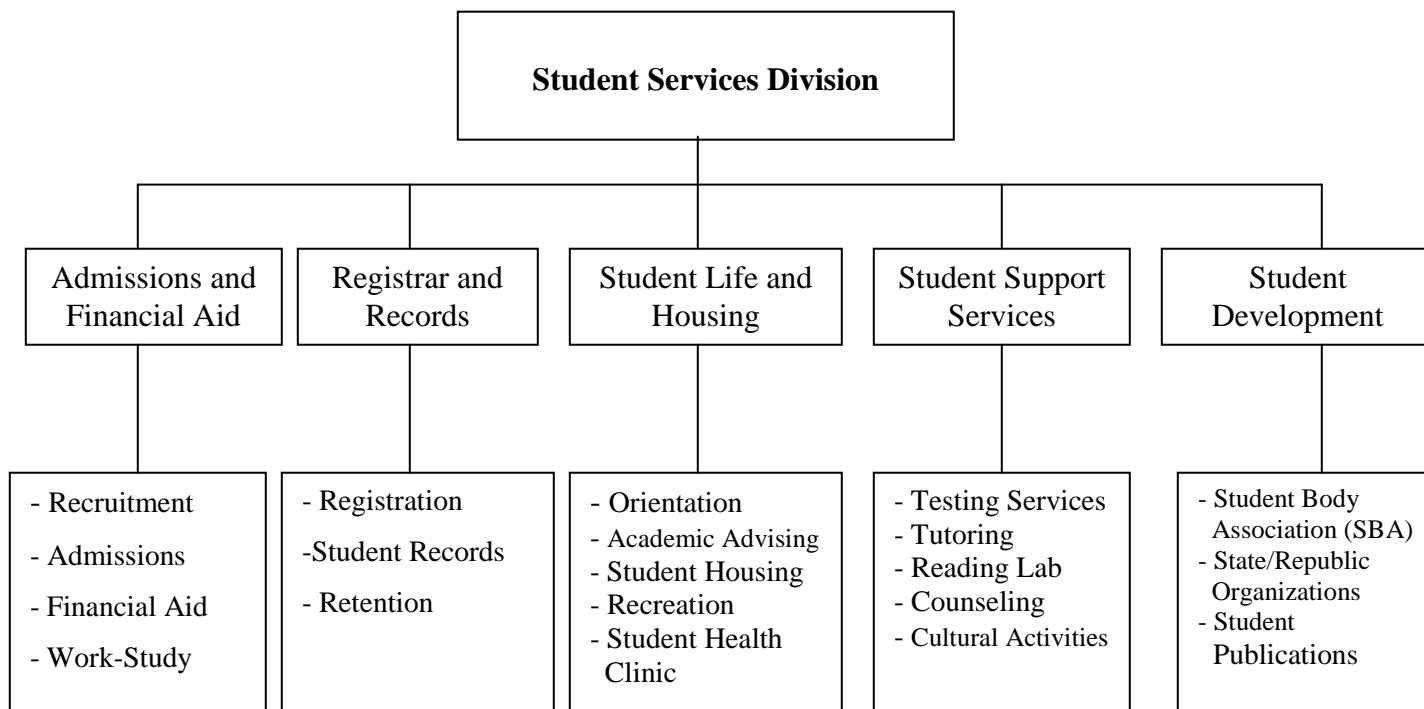 Student Services Division
Admissions and
Financial Aid
Registrar and
Records
Student Life and
Housing
Student Support
Services
Student
Development
- Recruitment
- Admissions
- Financial Aid
- Work-Study
- Registration
-Student Records
- Retention
- Orientation
- Academic Advising
- Student Housing
- Recreation
- Student Health
Clinic
- Testing Services
- Tutoring
- Reading Lab
- Counseling
- Cultural Activities
- Student Body
Association (SBA)
- State/Republic
Organizations
- Student
Publications